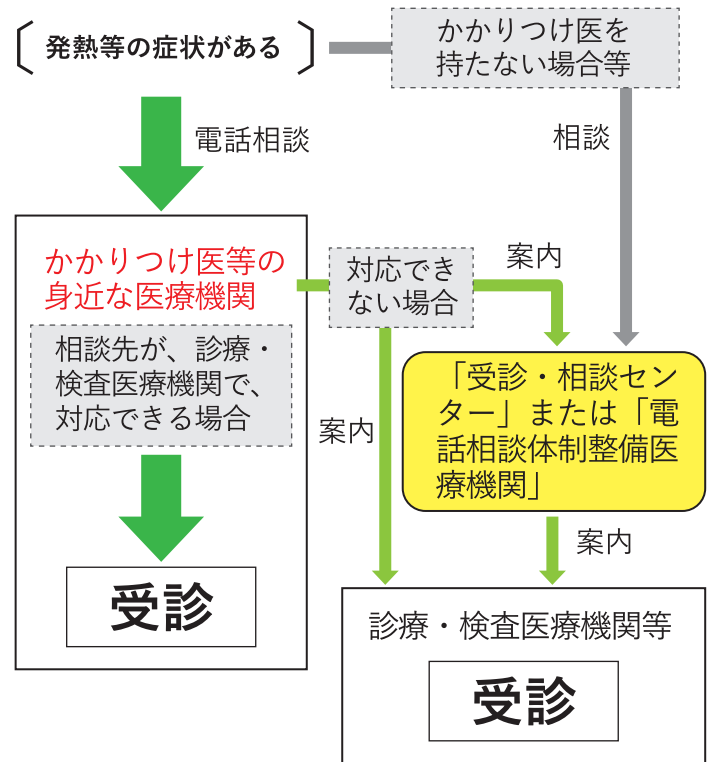 発熱等の症状がある
かかりつけ医を
持たない場合等
電話相談
相談
かかりつけ医等の
身近な医療機関
相談先が、診療・
検査医療機関で、
対応できる場合
受診
対応でき
ない場合
案内
案内
「受診・相談セン
ター」または「電
話相談体制整備医
療機関」
案内
診療・検査医療機関等
受診